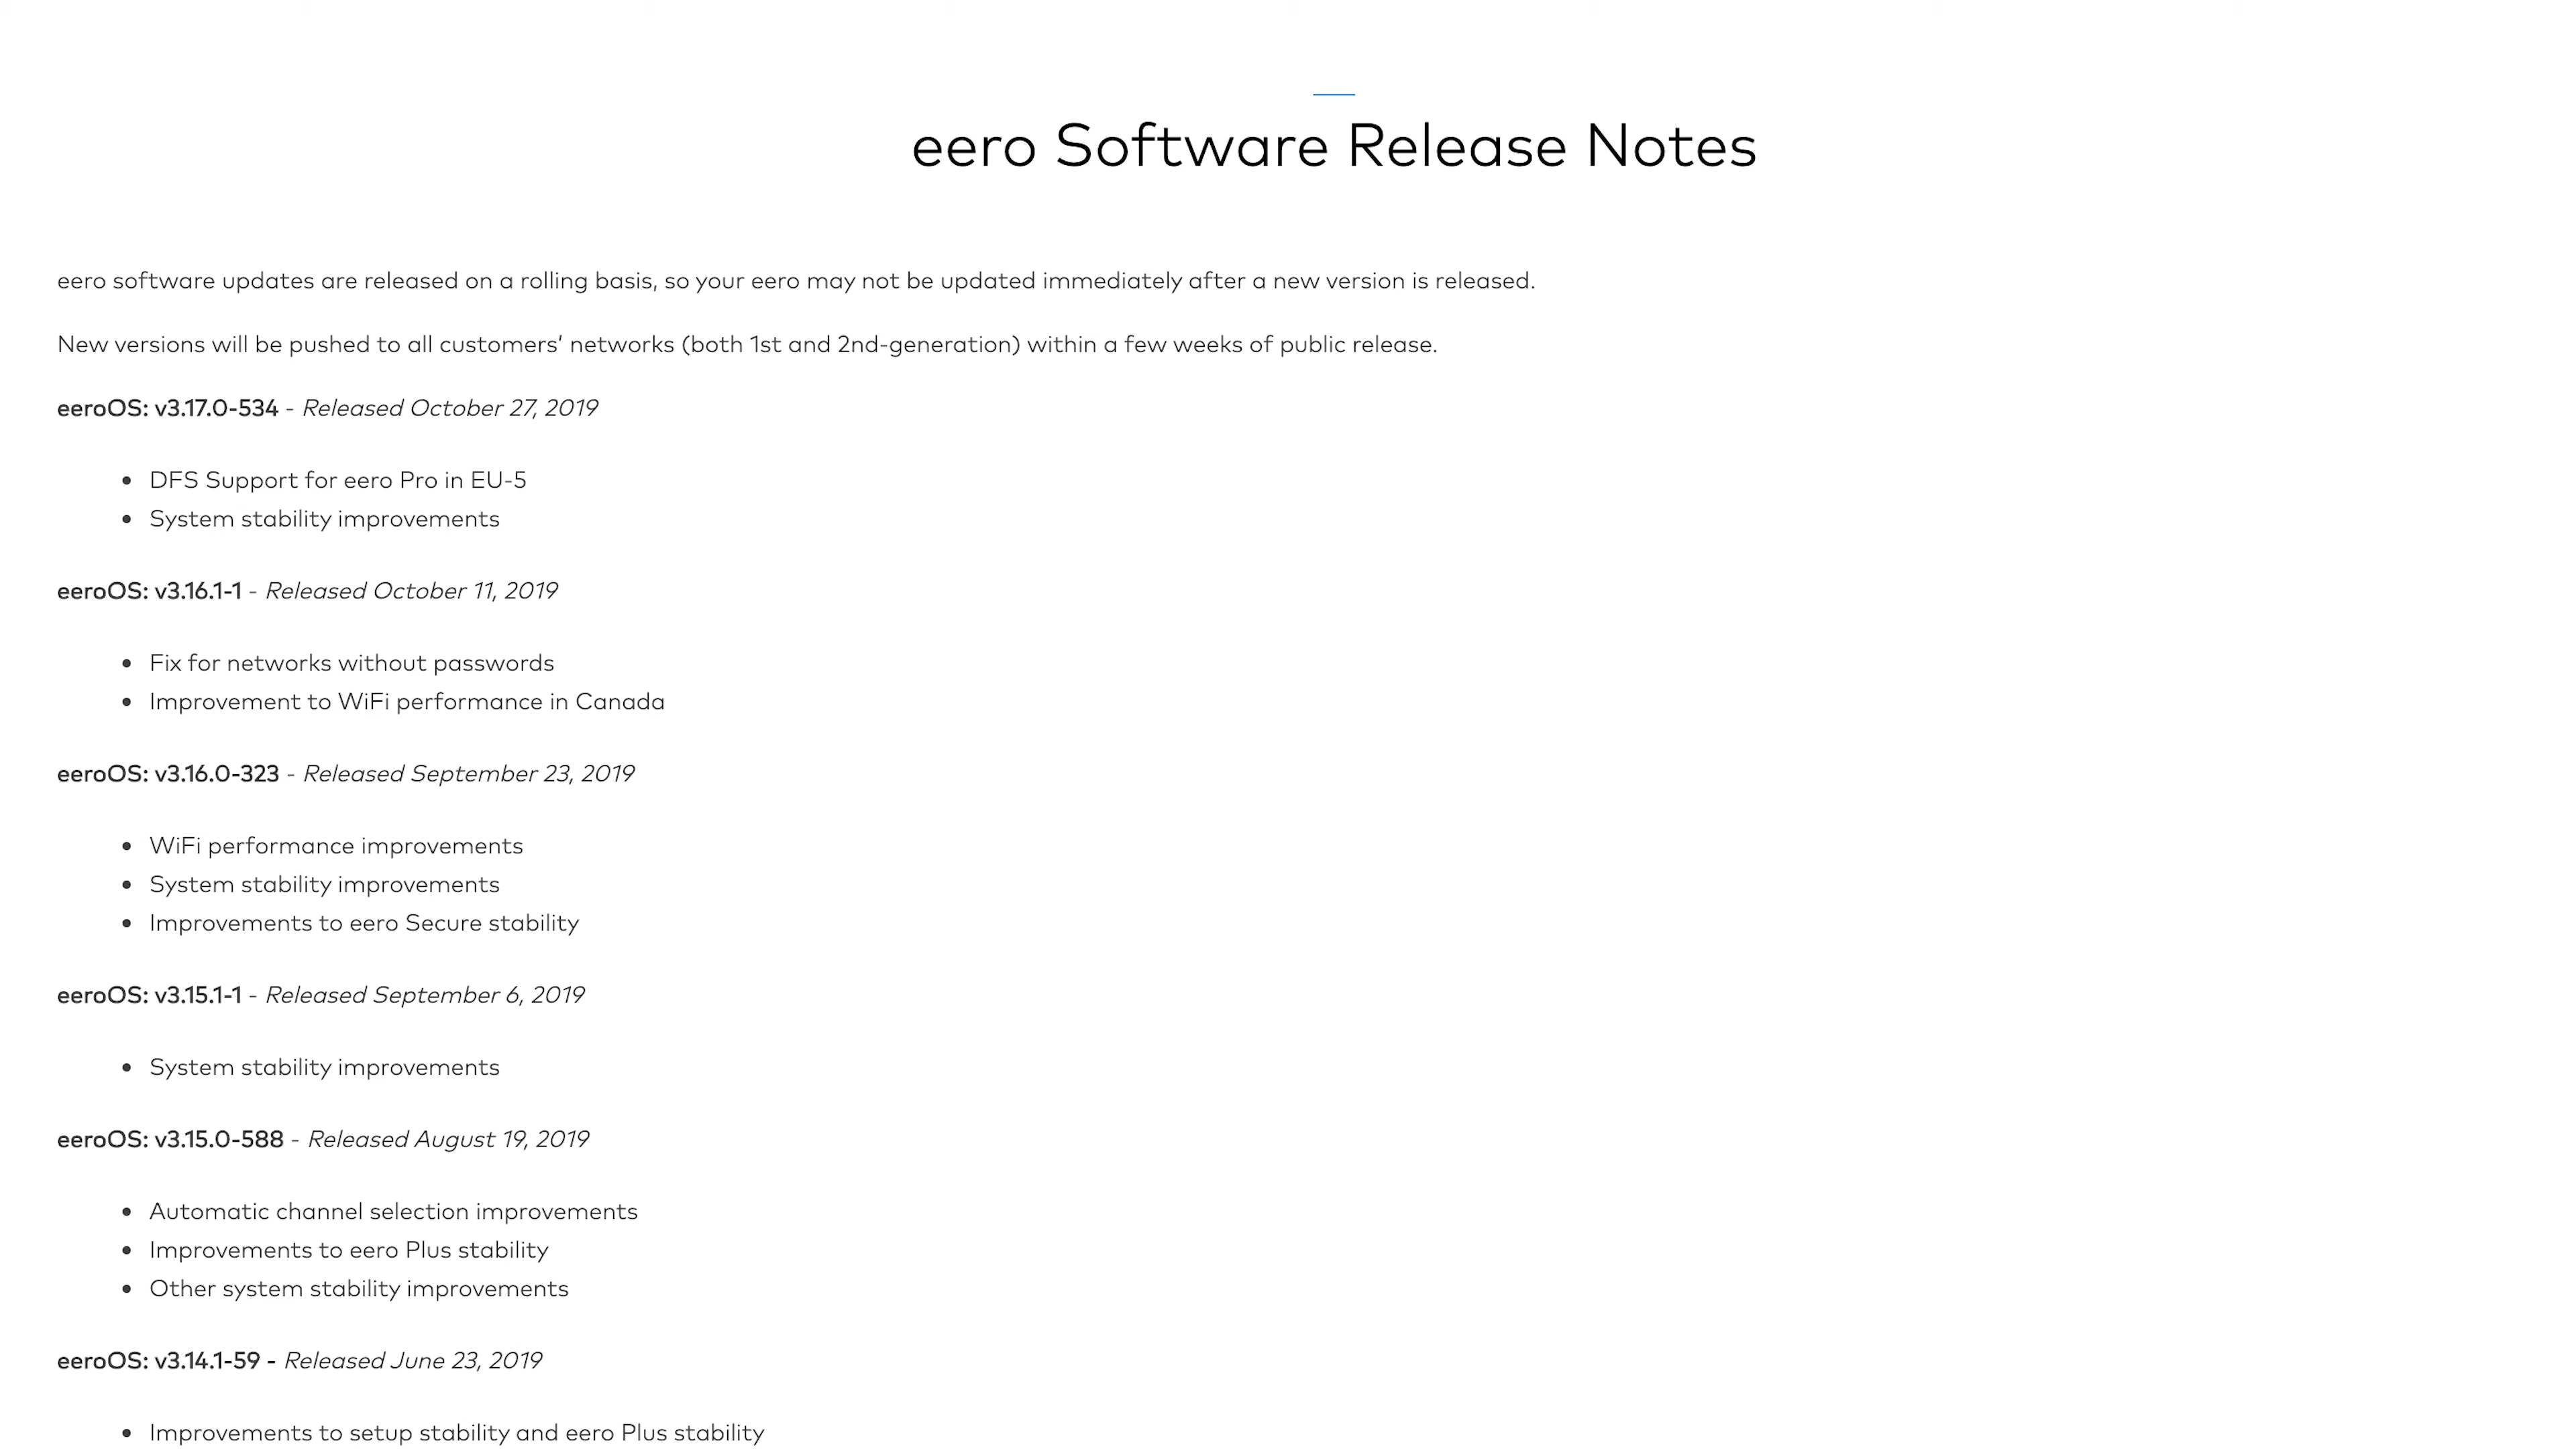 eero Software Release Notes
eero software updates are released on a rolling basis, so your eero may not be updated immediately after a new version is released.
New versions will be pushed to all customers’ networks (both 1st and 2nd-generation) within a few weeks of public release.
eeroOS: v3.17.0-534 - Released October 27, 2019
• DFS Support for eero Pro in EU-5
• System stability improvements
eeroOS: v3.16.1-1 - Released October 11, 2019
• Fix for networks without passwords
• Improvement to WiFi performance in Canada
eeroOS: v3.16.0-323 - Released September 23, 2019
• WiFi performance improvements
• System stability improvements
• Improvements to eero Secure stability
eeroOS: v3.15.1-1 - Released September 6, 2019
• System stability improvements
eeroOS: v3.15.0-588 - Released August 19, 2019
• Automatic channel selection improvements
• Improvements to eero Plus stability
• Other system stability improvements
eeroOS: v3.14.1-59 - Released June 23, 2019
• Improvements to setup stability and eero Plus stability